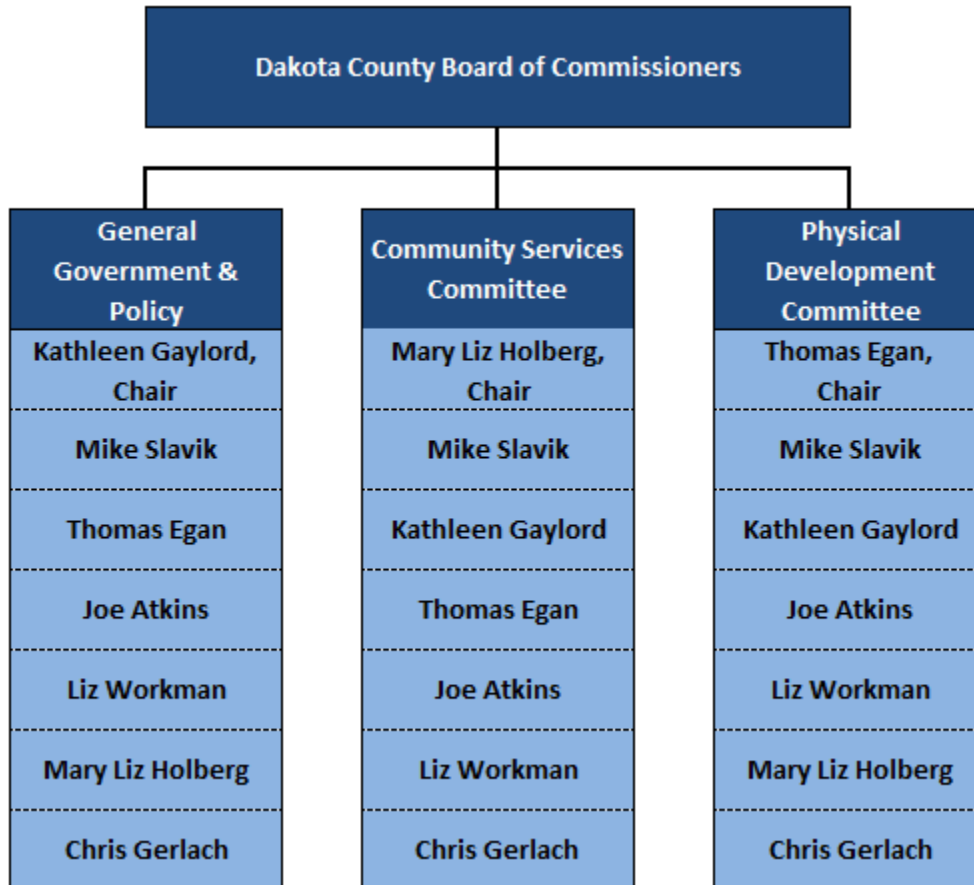 Dakota County Board of Commissioners
General
Government &
Policy
Kathleen Gaylord,
Chair
Mike Slavik
Thomas Egan
Joe Atkins
Liz Workman
Mary Liz Holberg
Chris Gerlach
Community Services
Committee
Mary Liz Holberg,
Chair
Mike Slavik
Kathleen Gaylord
Thomas Egan
Joe Atkins
Liz Workman
Chris Gerlach
Physical
Development
Committee
Thomas Egan,
Chair
Mike Slavik
Kathleen Gaylord
Joe Atkins
Liz Workman
Mary Liz Holberg
Chris Gerlach